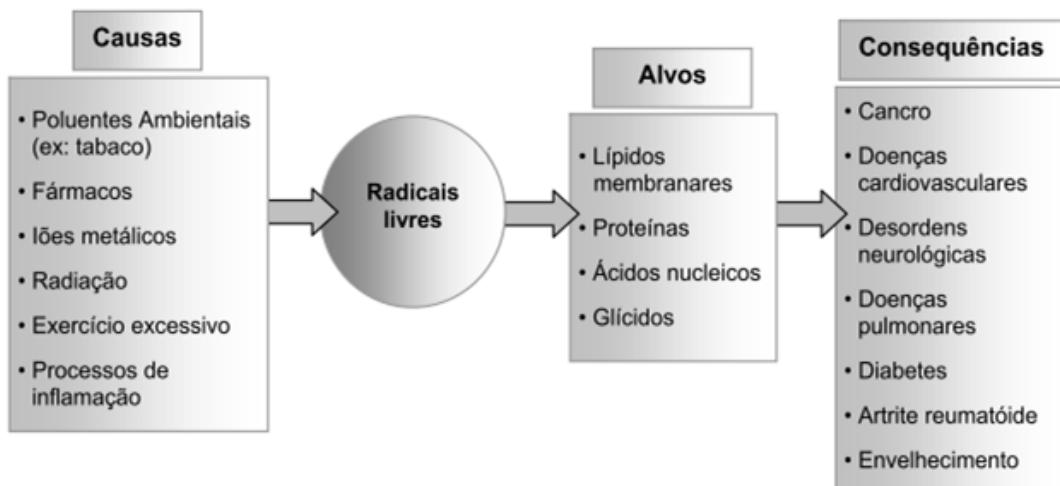 Causas
• Poluentes Ambientais
(ex: tabaco)
• Fármacos
• Iões metálicos
• Radiação
• Exercício excessivo
• Processos de
inflamação
Radicais
livres
Alvos
• Lípidos
membranares
• Proteínas
• Ácidos nucleicos
• Glícidos
Consequências
• Cancro
• Doenças
cardiovasculares
• Desordens
neurológicas
• Doenças
pulmonares
• Diabetes
• Artrite reumatóide
• Envelhecimento